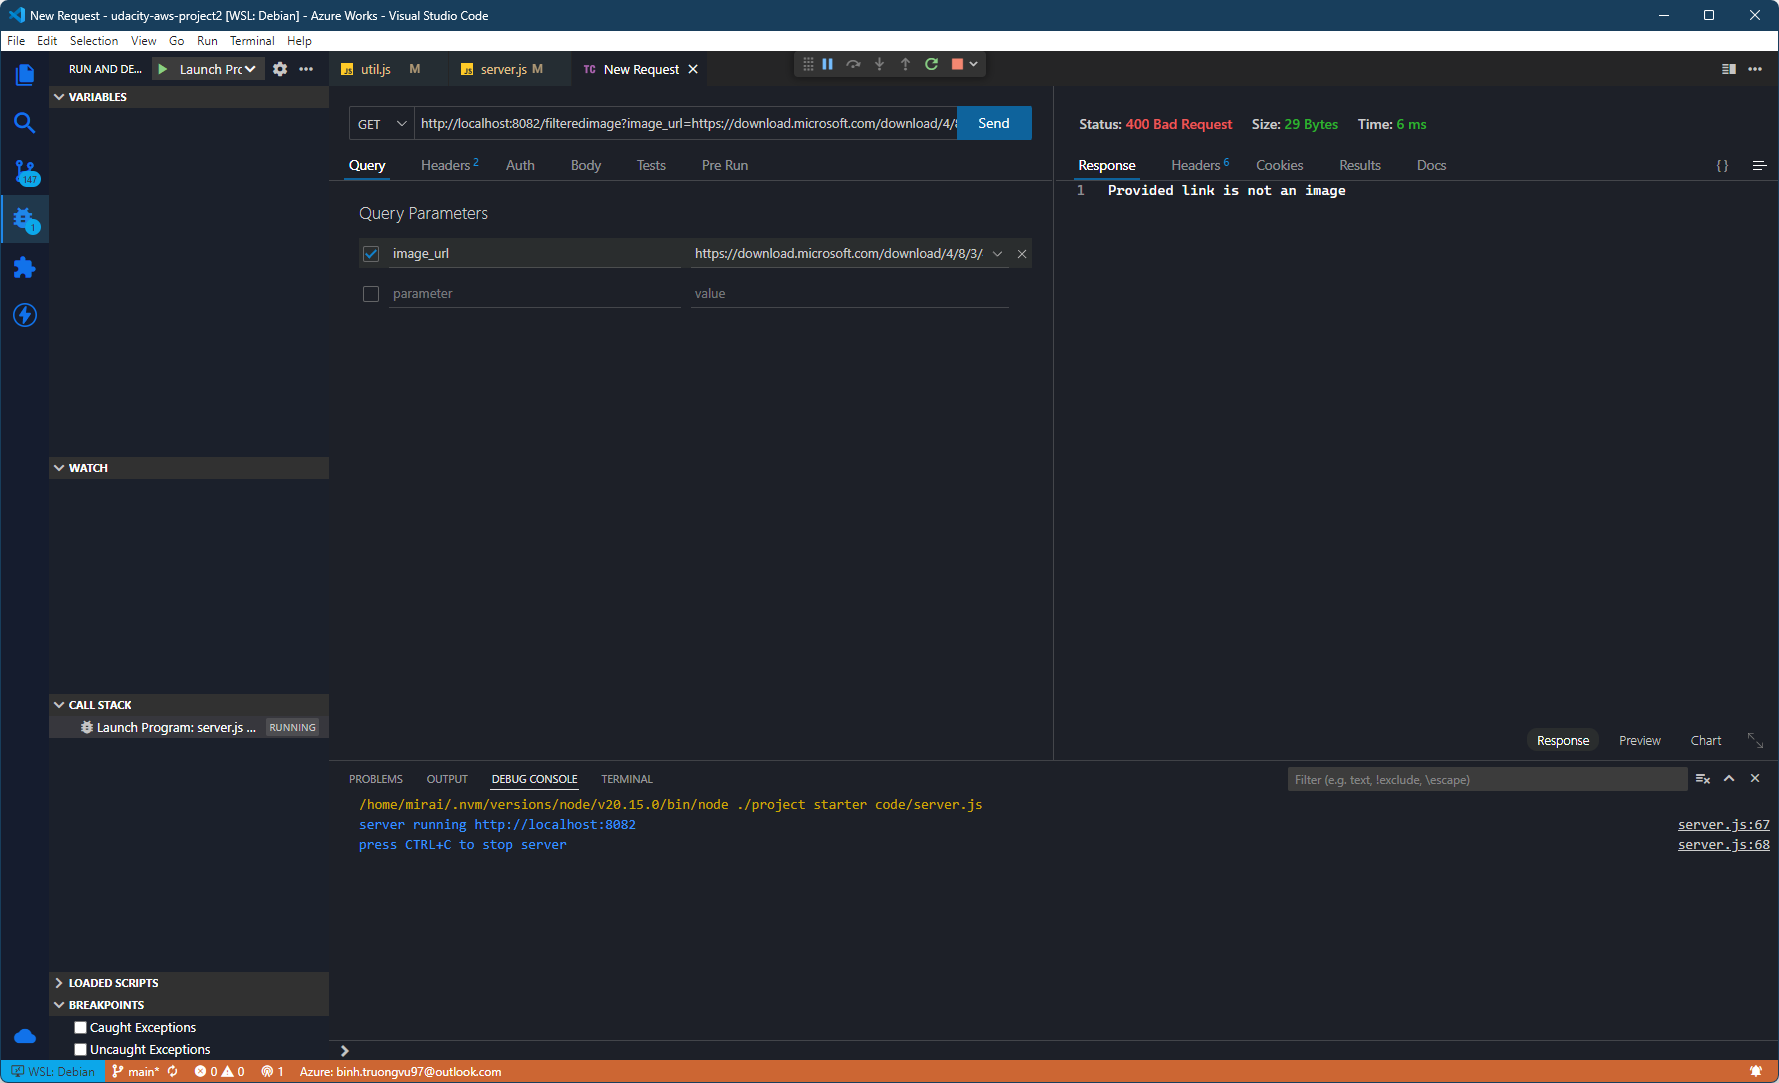 New Request - udacity-aws-project2 [WSL: Debian] - Azure Works - Visual Studio Code
File Edit Selection View Go Run Terminal Help
RUN AND DE... Launch Prc
util.js M
server.js M
TC New Request
VARIABLES
GET http://localhost:8082/filteredimage?image_url=https://download.microsoft.com/download/4/8 Send
Status: 400 Bad Request Size: 29 Bytes Time: 6 ms
Query Headers 2 Auth Body Tests Pre Run
Response Headers 6 Cookies Results Docs
{}
1 Provided link is not an image
147
1
Query Parameters
image_url https://download.microsoft.com/download/4/8/3/
parameter value
WATCH
CALL STACK
Launch Program: server.js ... RUNNING
Response Preview Chart
PROBLEMS OUTPUT DEBUG CONSOLE TERMINAL
Filter (e.g. text, !exclude, \escape)
/home/mirai/.nvm/versions/node/v20.15.0/bin/node ./project starter code/server.js
server running http://localhost:8082 server.js:67
press CTRL+C to stop server server.js:68
LOADED SCRIPTS
BREAKPOINTS
Caught Exceptions
Uncaught Exceptions
WSL: Debian main* 0 0 1 Azure: binh.truongvu97@outlook.com